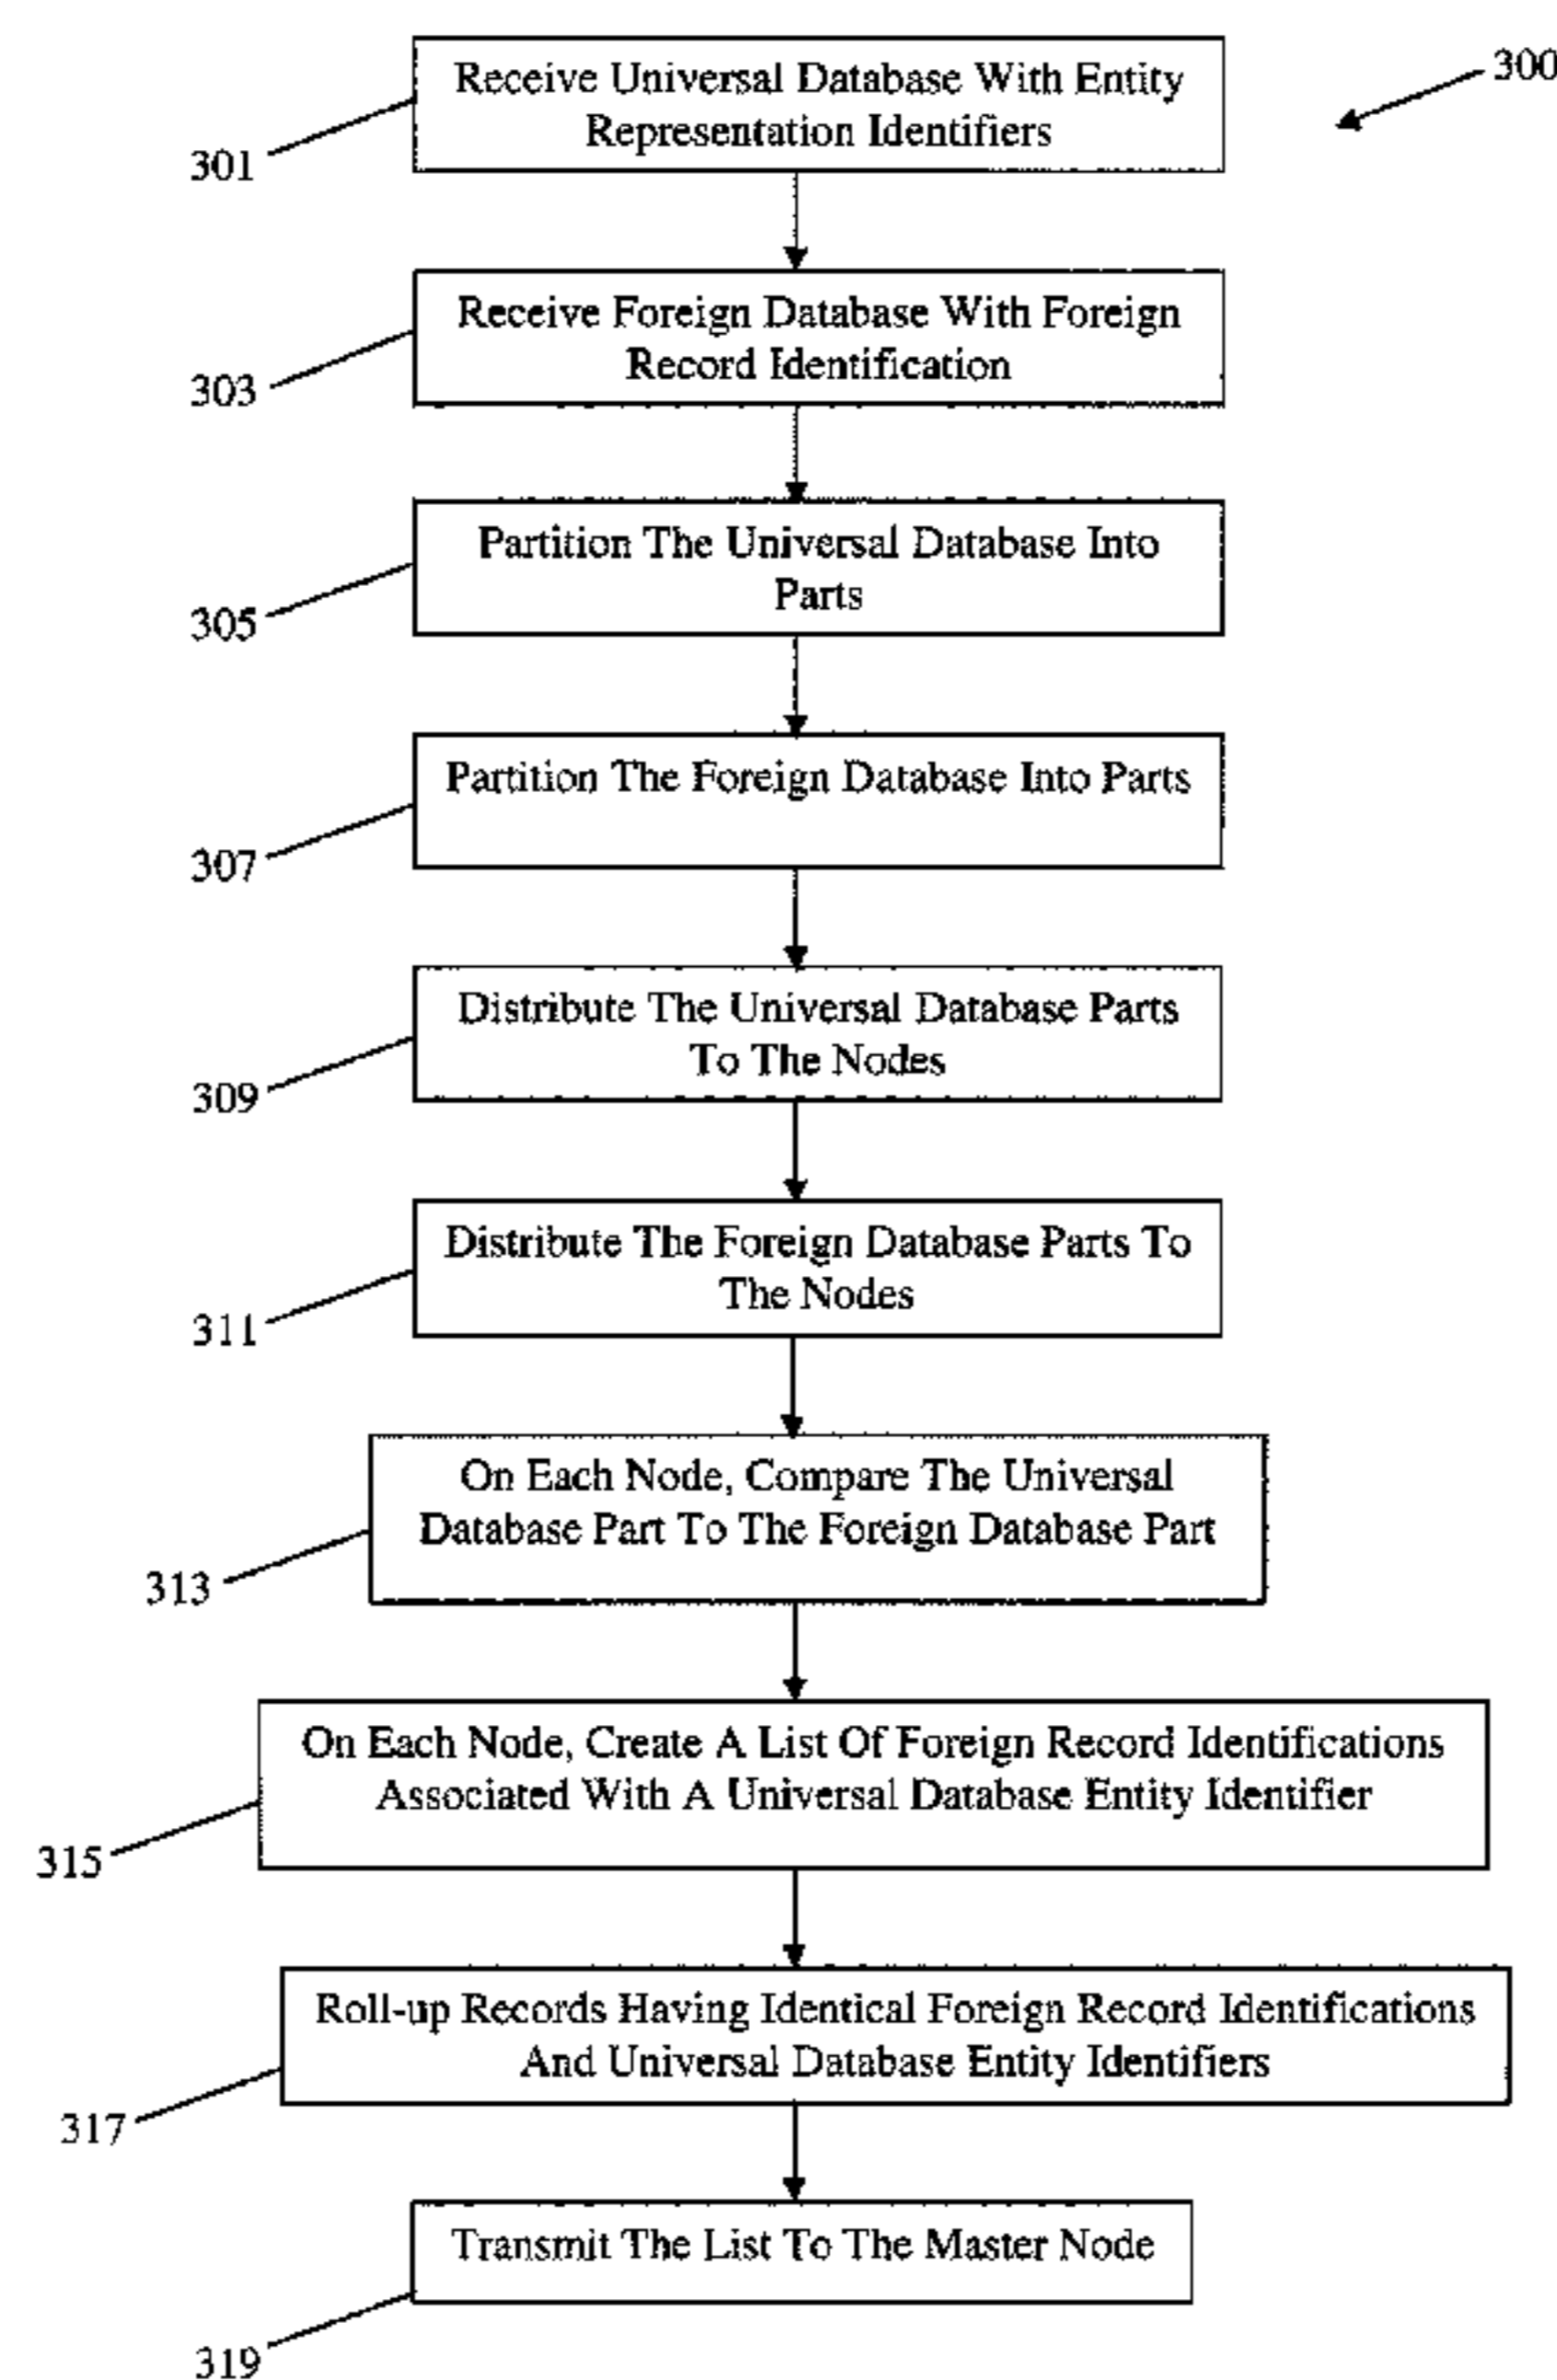 300
Receive Universal Database With Entity
Representation Identifiers
301
Receive Foreign Database With Foreign
Record Identification
303
Partition The Universal Database Into
Parts
305
Partition The Foreign Database Into Parts
307
Distribute The Universal Database Parts
To The Nodes
309
Distribute The Foreign Database Parts To
The Nodes
311
On Each Node, Compare The Universal
Database Part To The Foreign Database Part
313
On Each Node, Create A List Of Foreign Record Identifications
Associated With A Universal Database Entity Identifier
315
Roll-up Records Having Identical Foreign Record Identifications
And Universal Database Entity Identifiers
317
Transmit The List To The Master Node
319